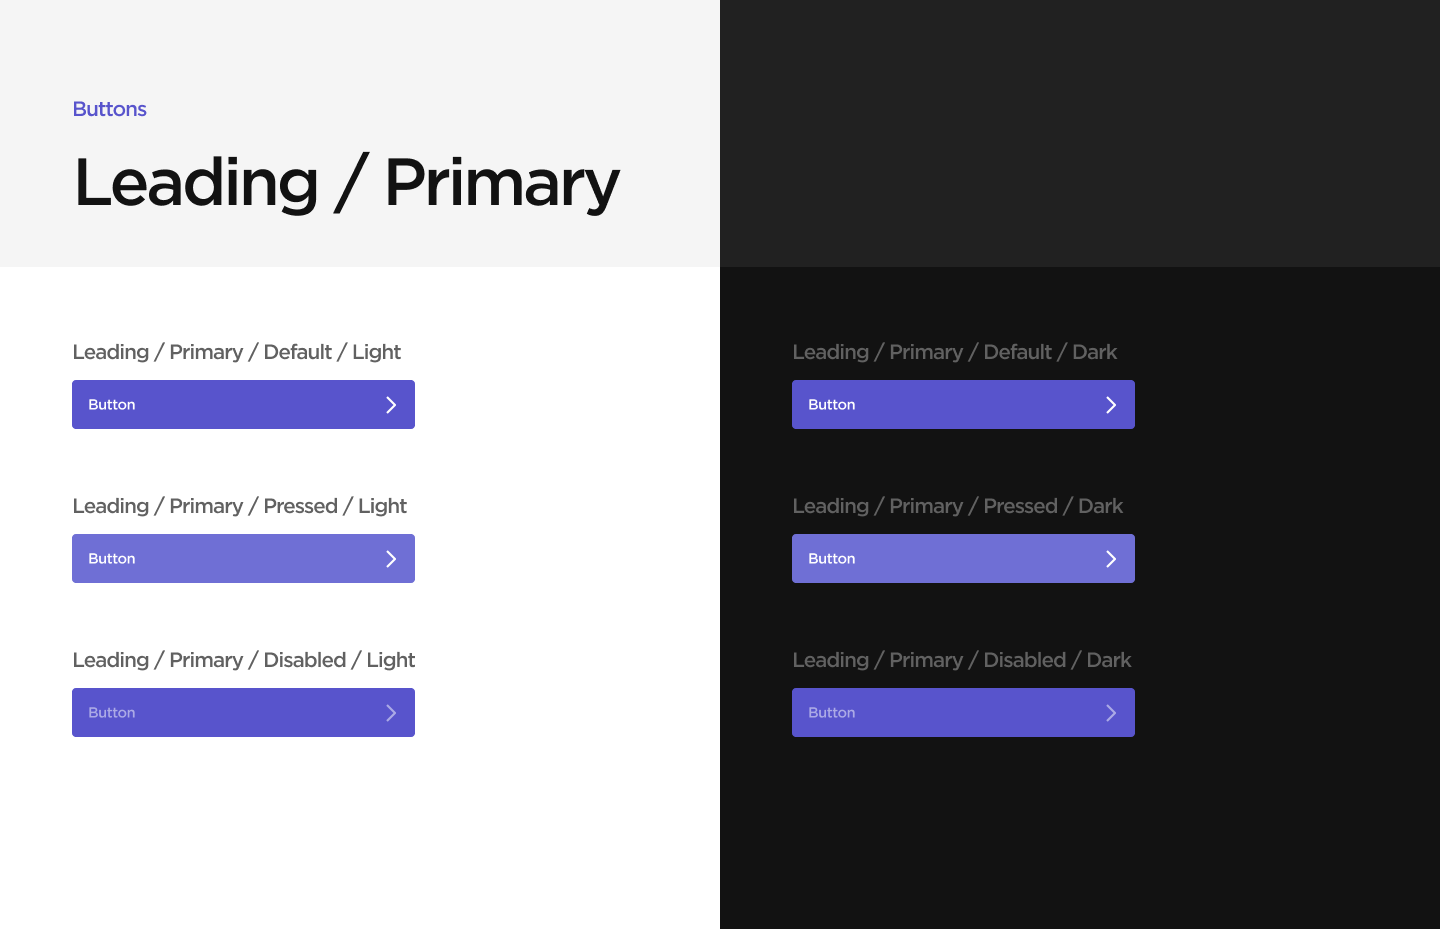 Buttons
Leading / Primary
Leading / Primary / Default / Light
Button
Leading / Primary / Pressed / Light
Button
Leading / Primary / Disabled / Light
Button
Leading / Primary / Default / Dark
Button
Leading / Primary / Pressed / Dark
Button
Leading / Primary / Disabled / Dark
Button